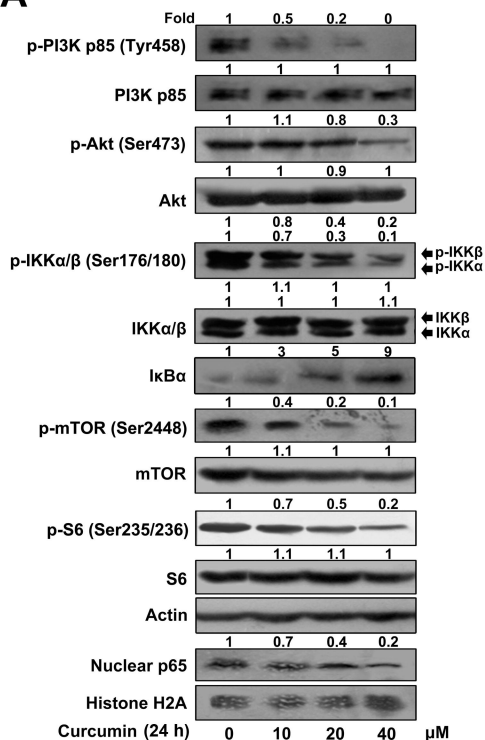 A
Fold 1 0.5 0.2 0
p-PI3K p85 (Tyr458)
1 1 1 1
PI3K p85
1 1.1 0.8 0.3
p-Akt (Ser473)
1 1 0.9 1
Akt
1 0.8 0.4 0.2
1 0.7 0.3 0.1
p-IKKβ
p-IKKα/β (Ser176/180)
p-IKKα
1 1.1 1 1
1 1 1 1.1
IKKβ
IKKα/β
IKKα
1 3 5 9
IκBα
1 0.4 0.2 0.1
p-mTOR (Ser2448)
1 1.1 1 1
mTOR
1 0.7 0.5 0.2
p-S6 (Ser235/236)
1 1.1 1.1 1
S6
Actin
1 0.7 0.4 0.2
Nuclear p65
Histone H2A
Curcumin (24 h) 0 10 20 40 μM